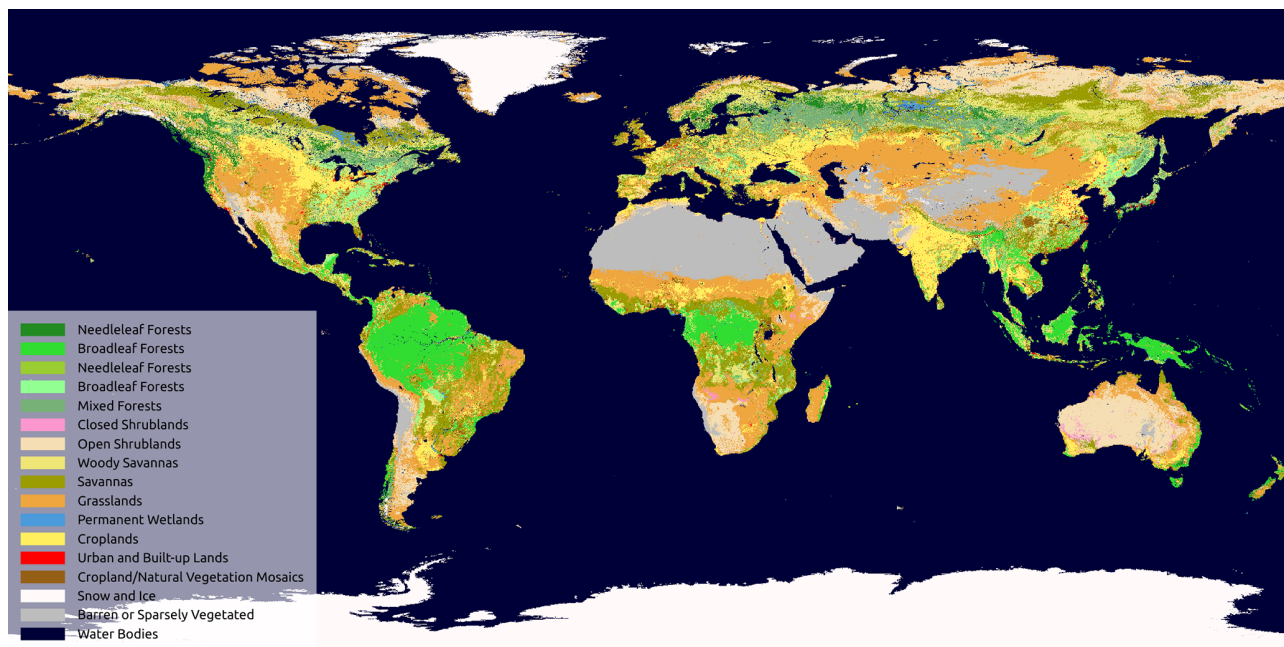 Needleleaf Forests
Broadleaf Forests
Needleleaf Forests
Broadleaf Forests
Mixed Forests
Closed Shrublands
Open Shrublands
Woody Savannas
Savannas
Grasslands
Permanent Wetlands
Croplands
Urban and Built-up Lands
Cropland/Natural Vegetation Mosaics
Snow and Ice
Barren or Sparsely Vegetated
Water Bodies